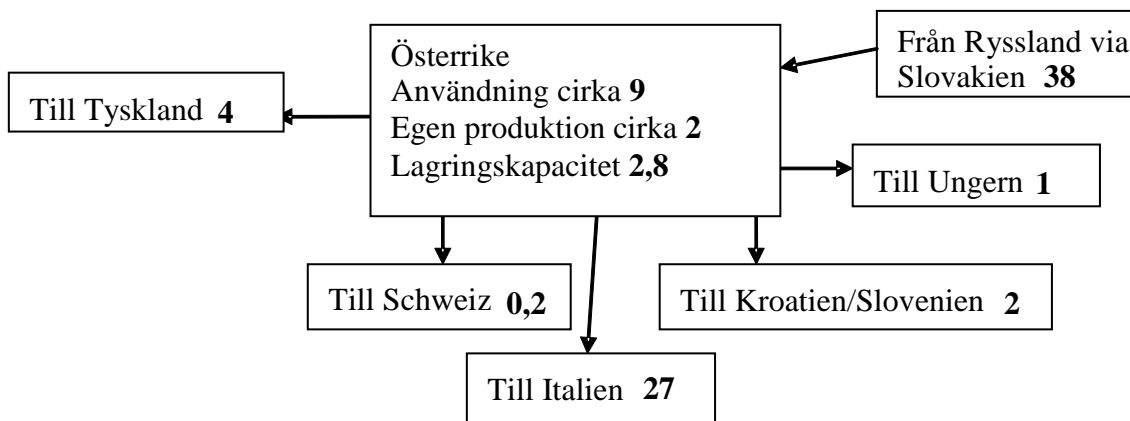 Österrike
Användning cirka 9
Egen produktion cirka 2
Lagringskapacitet 2,8
Från Ryssland via
Slovakien 38
Till Tyskland 4
Till Ungern 1
Till Schweiz 0,2
Till Kroatien/Slovenien 2
Till Italien 27